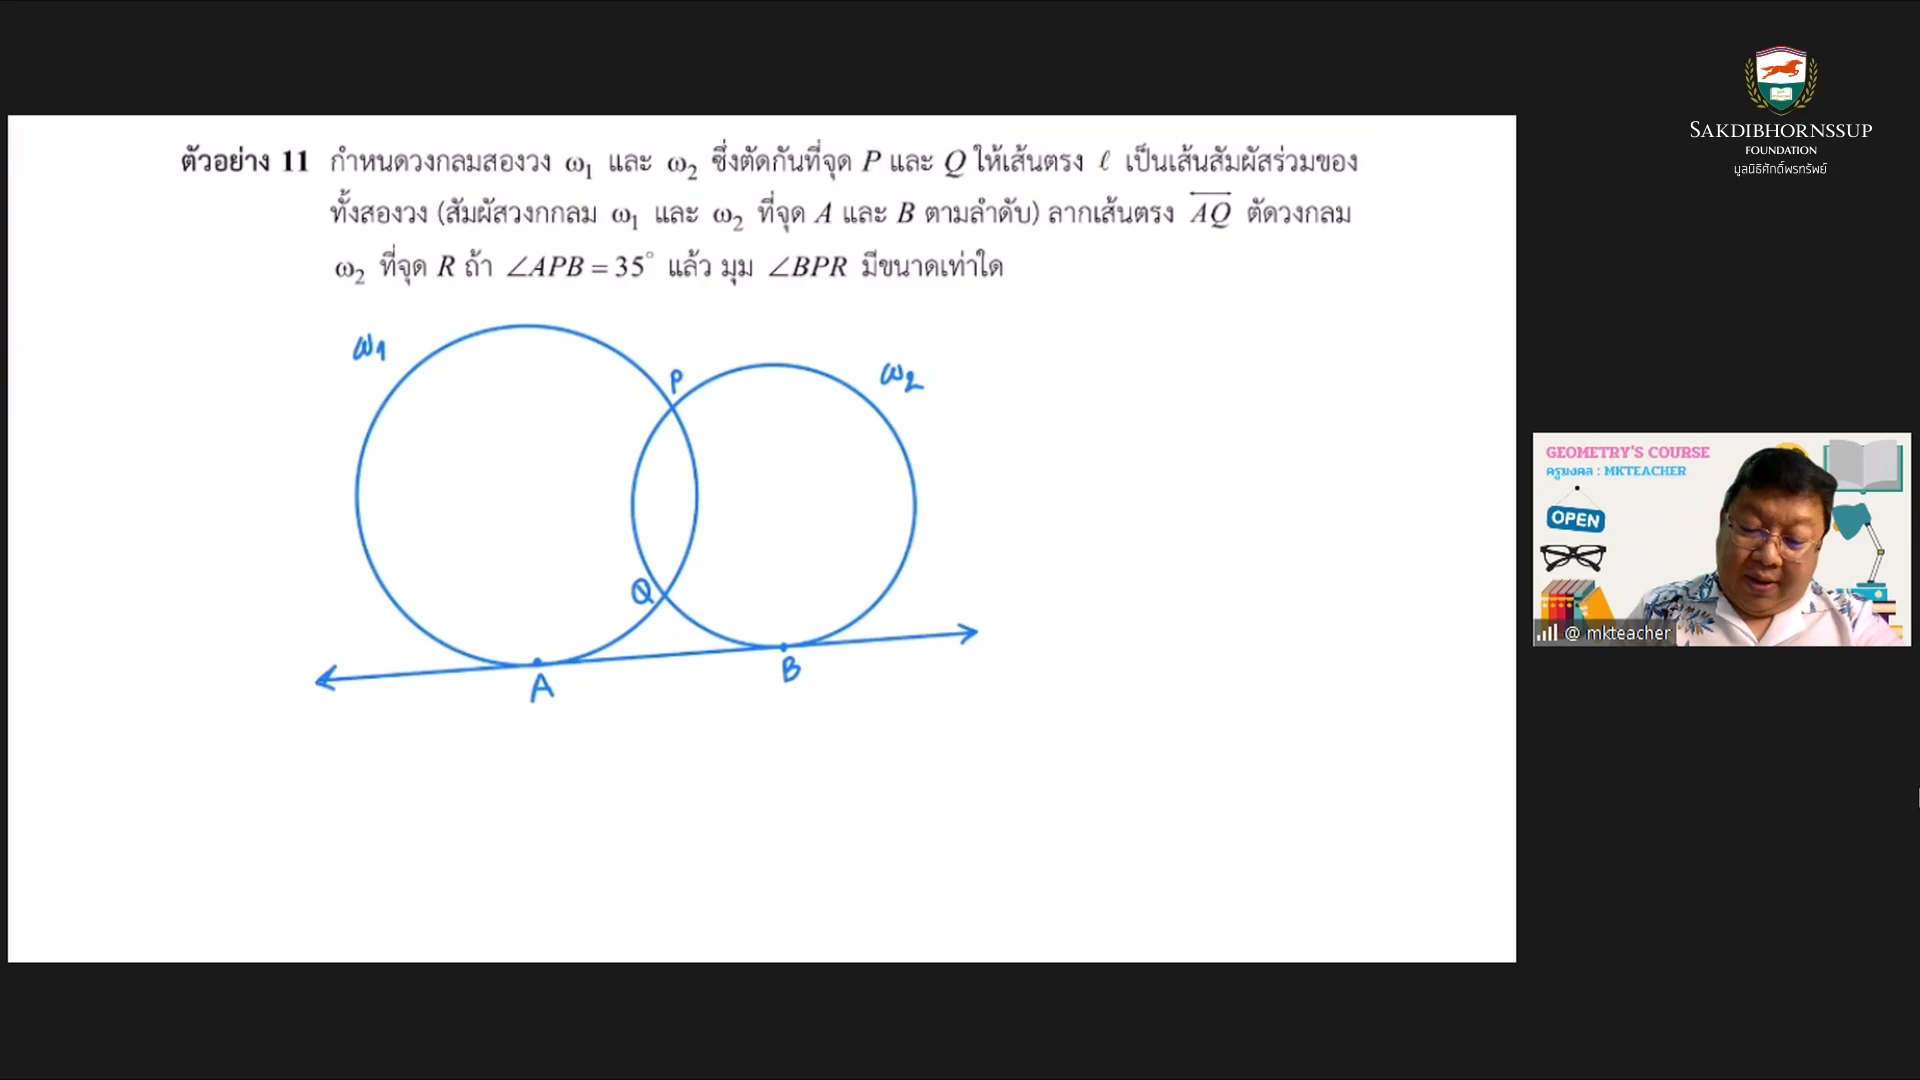 SAKDIBHORNSSUP
FOUNDATION
มูลนิธิศักดิ์พรทรัพย์
ตัวอย่าง 11 กำหนดวงกลมสองวง ω₁ และ ω₂ ซึ่งตัดกันที่จุด P และ Q ให้เส้นตรง ℓ เป็นเส้นสัมผัสร่วมของ
ทั้งสองวง (สัมผัสวงกกลม ω₁ และ ω₂ ที่จุด A และ B ตามลำดับ) ลากเส้นตรง AQ ตัดวงกลม
ω₂ ที่จุด R ถ้า ∠APB = 35° แล้ว มุม ∠BPR มีขนาดเท่าใด
ω1
P
ω2
Q
A
B
GEOMETRY'S COURSE
ครูมงคล : MKTEACHER
OPEN
@ mkteacher